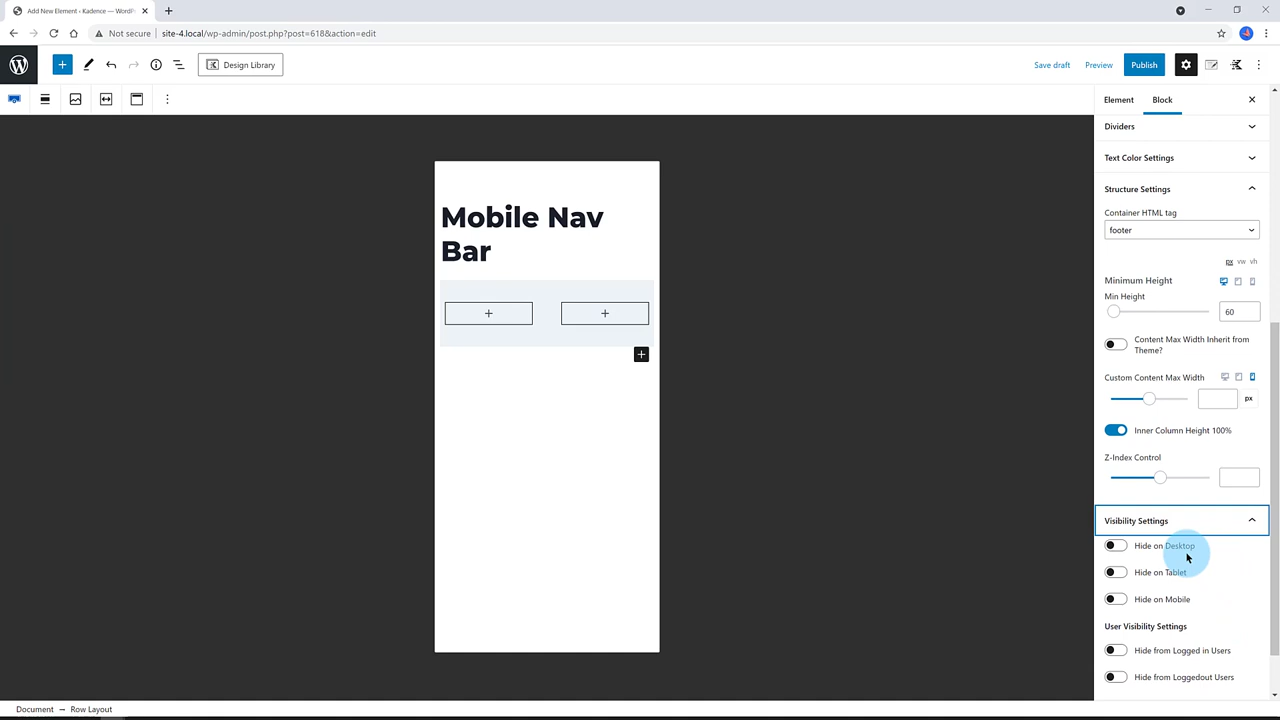 Add New Element ‹ Kadence — WordP
Not secure site-4.local/wp-admin/post.php?post=618&action=edit
Design Library
Save draft
Preview
Publish
Element
Block
Dividers
Text Color Settings
Structure Settings
Container HTML tag
footer
px vw vh
Minimum Height
Min Height
60
Content Max Width Inherit from
Theme?
Custom Content Max Width
px
Inner Column Height 100%
Z-Index Control
Visibility Settings
Hide on Desktop
Hide on Tablet
Hide on Mobile
User Visibility Settings
Hide from Logged in Users
Hide from Loggedout Users
Mobile Nav
Bar
Document → Row Layout